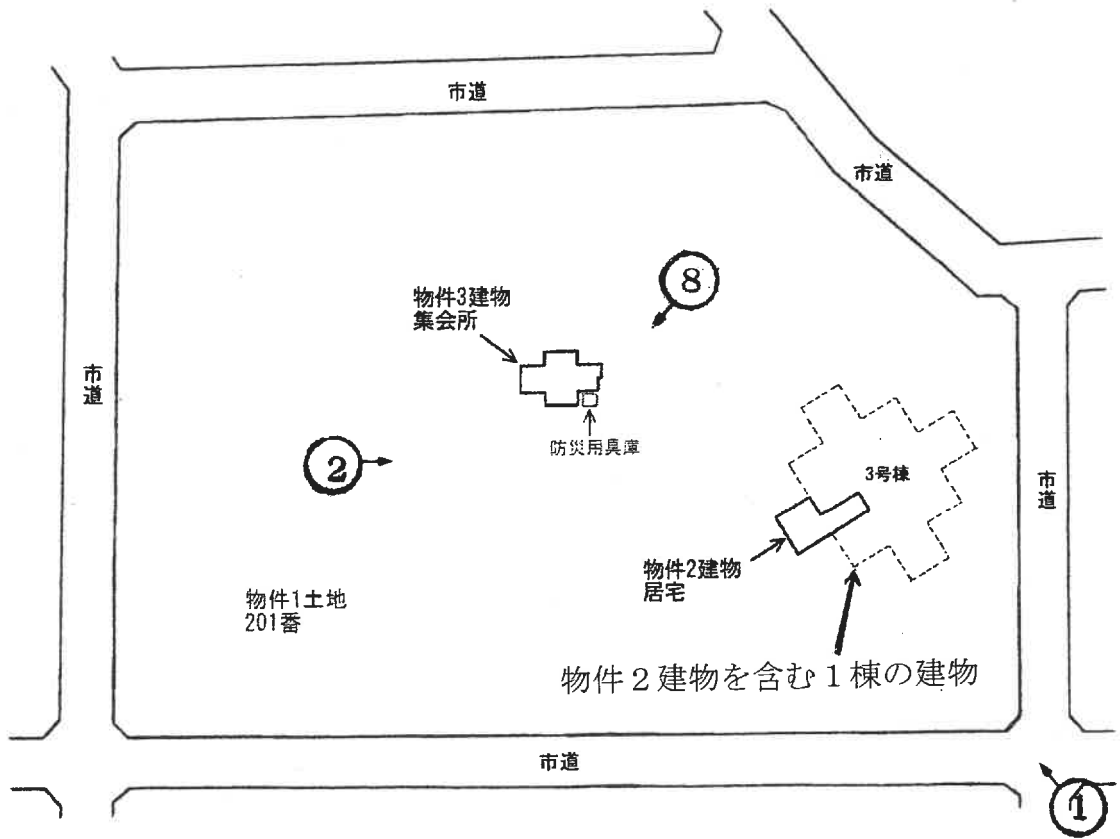 市道
市道
8
物件3建物
集会所
市道
防災用具庫
2
3号棟
市道
物件2建物
居宅
物件1土地
201番
物件2建物を含む1棟の建物
市道
1